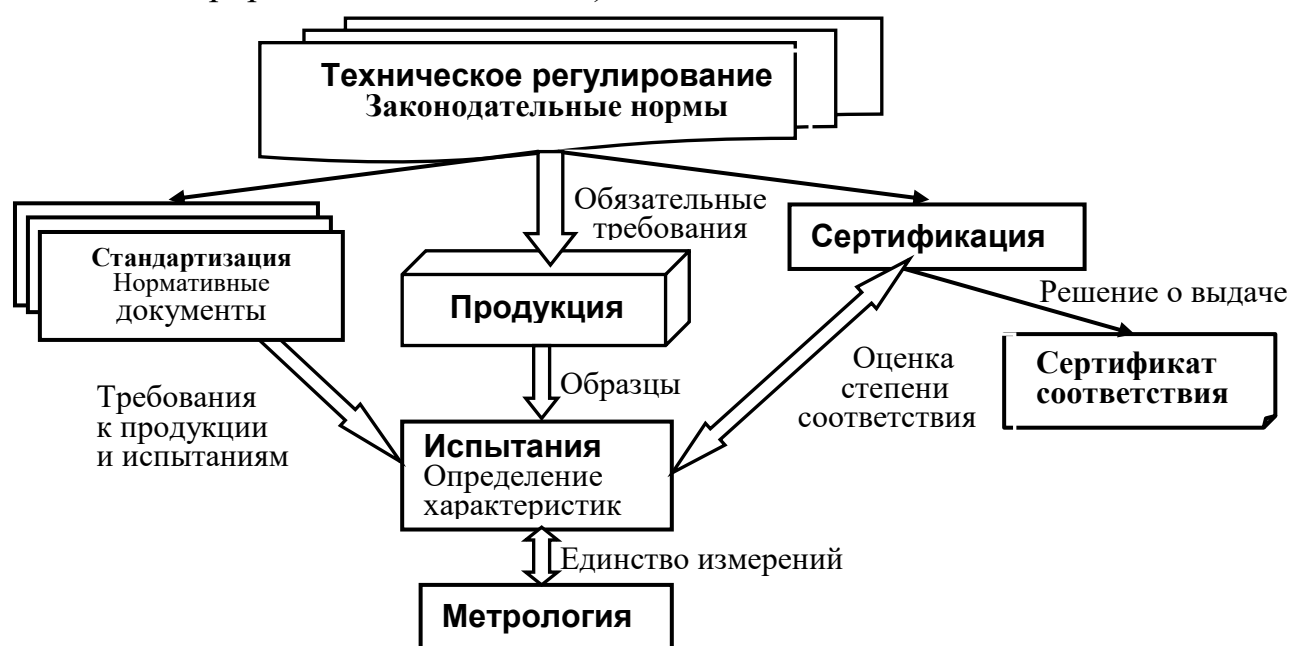 Техническое регулирование
Законодательные нормы
Обязательные
требования
Стандартизация
Нормативные
документы
Продукция
Сертификация
Решение о выдаче
Сертификат
соответствия
Оценка
степени
соответствия
Образцы
Требования
к продукции
и испытаниям
Испытания
Определение
характеристик
Единство измерений
Метрология